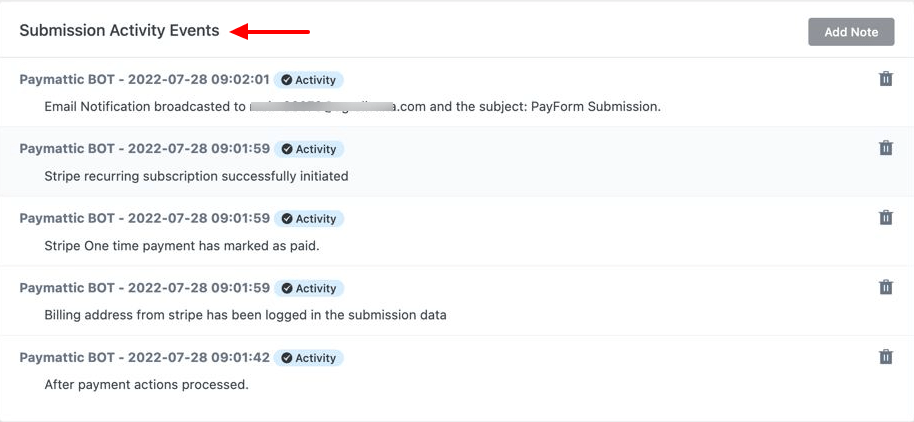 Submission Activity Events
Add Note
Paymattic BOT - 2022-07-28 09:02:01 Activity
Email Notification broadcasted to .com and the subject: PayForm Submission.
Paymattic BOT - 2022-07-28 09:01:59 Activity
Stripe recurring subscription successfully initiated
Paymattic BOT - 2022-07-28 09:01:59 Activity
Stripe One time payment has marked as paid.
Paymattic BOT - 2022-07-28 09:01:59 Activity
Billing address from stripe has been logged in the submission data
Paymattic BOT - 2022-07-28 09:01:42 Activity
After payment actions processed.